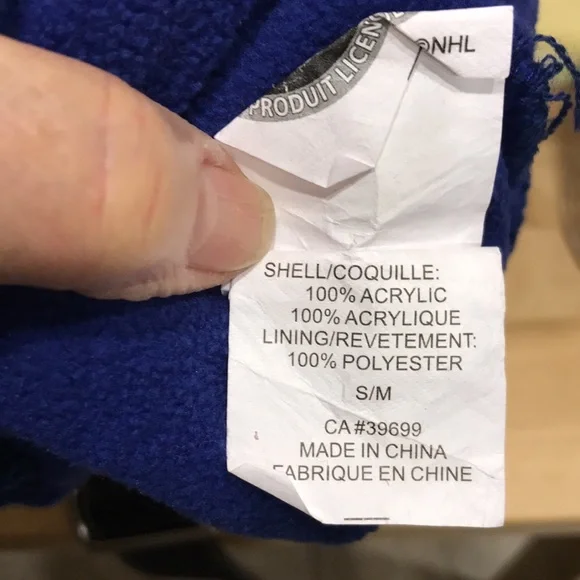 PRODUIT LICEN
©NHL
SHELL/COQUILLE:
100% ACRYLIC
100% ACRYLIQUE
LINING/REVETEMENT:
100% POLYESTER
S/M
CA #39699
MADE IN CHINA
FABRIQUE EN CHINE